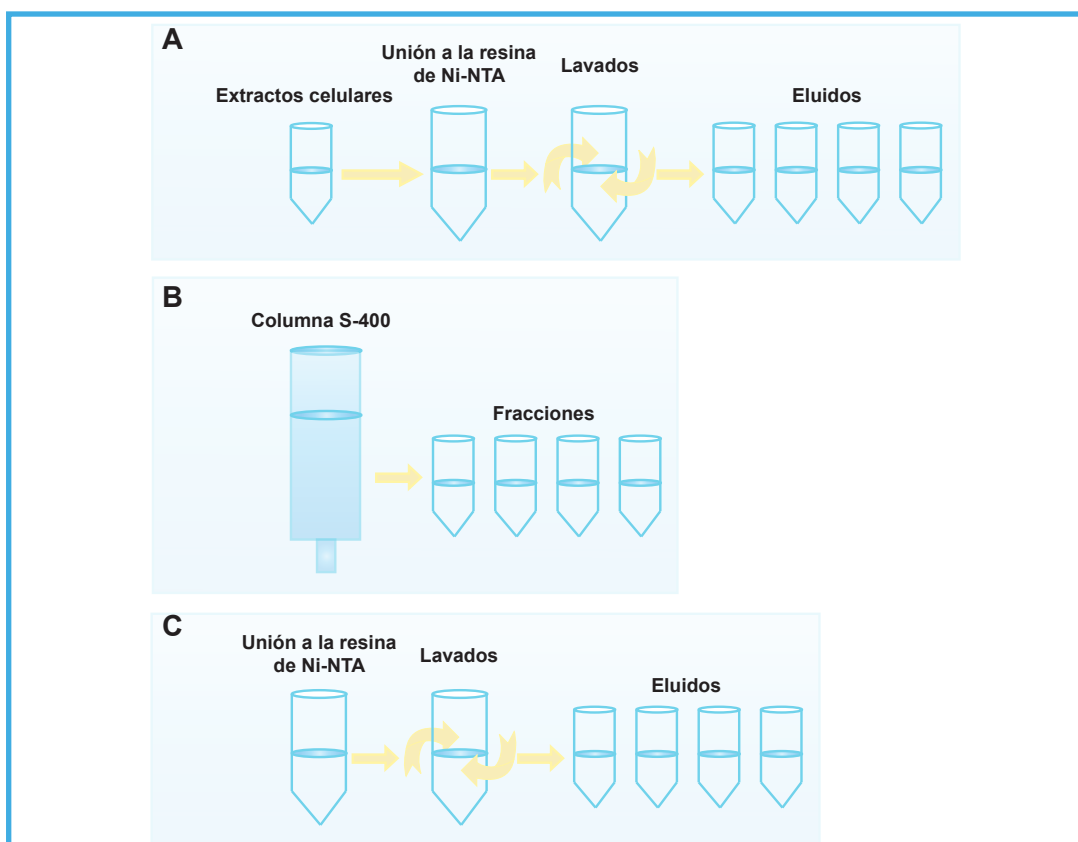 A
Unión a la resina
de Ni-NTA
Lavados
Extractos celulares
Eluidos
B
Columna S-400
Fracciones
C
Unión a la resina
de Ni-NTA
Lavados
Eluidos